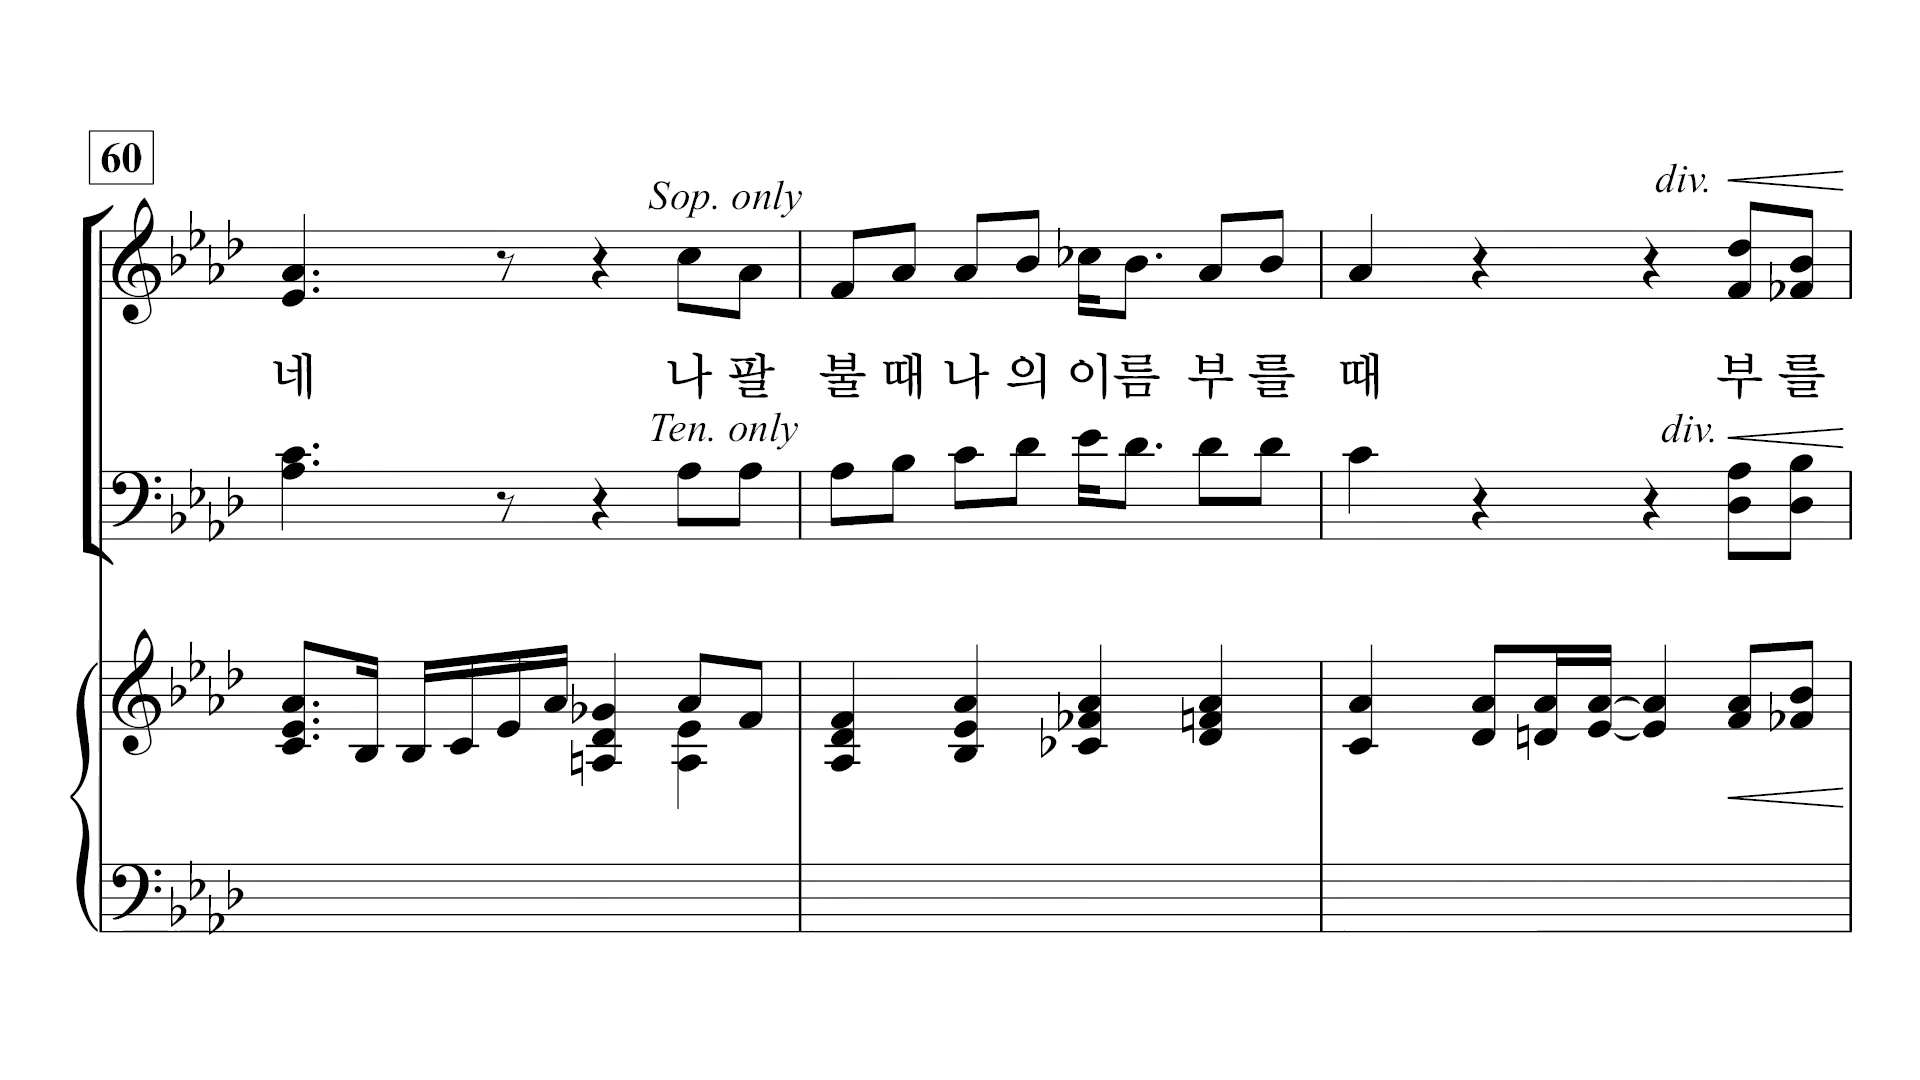 60
Sop. only
div.
네 나 팔 불 때 나 의 이 름 부 를 때 부 를
Ten. only
div.